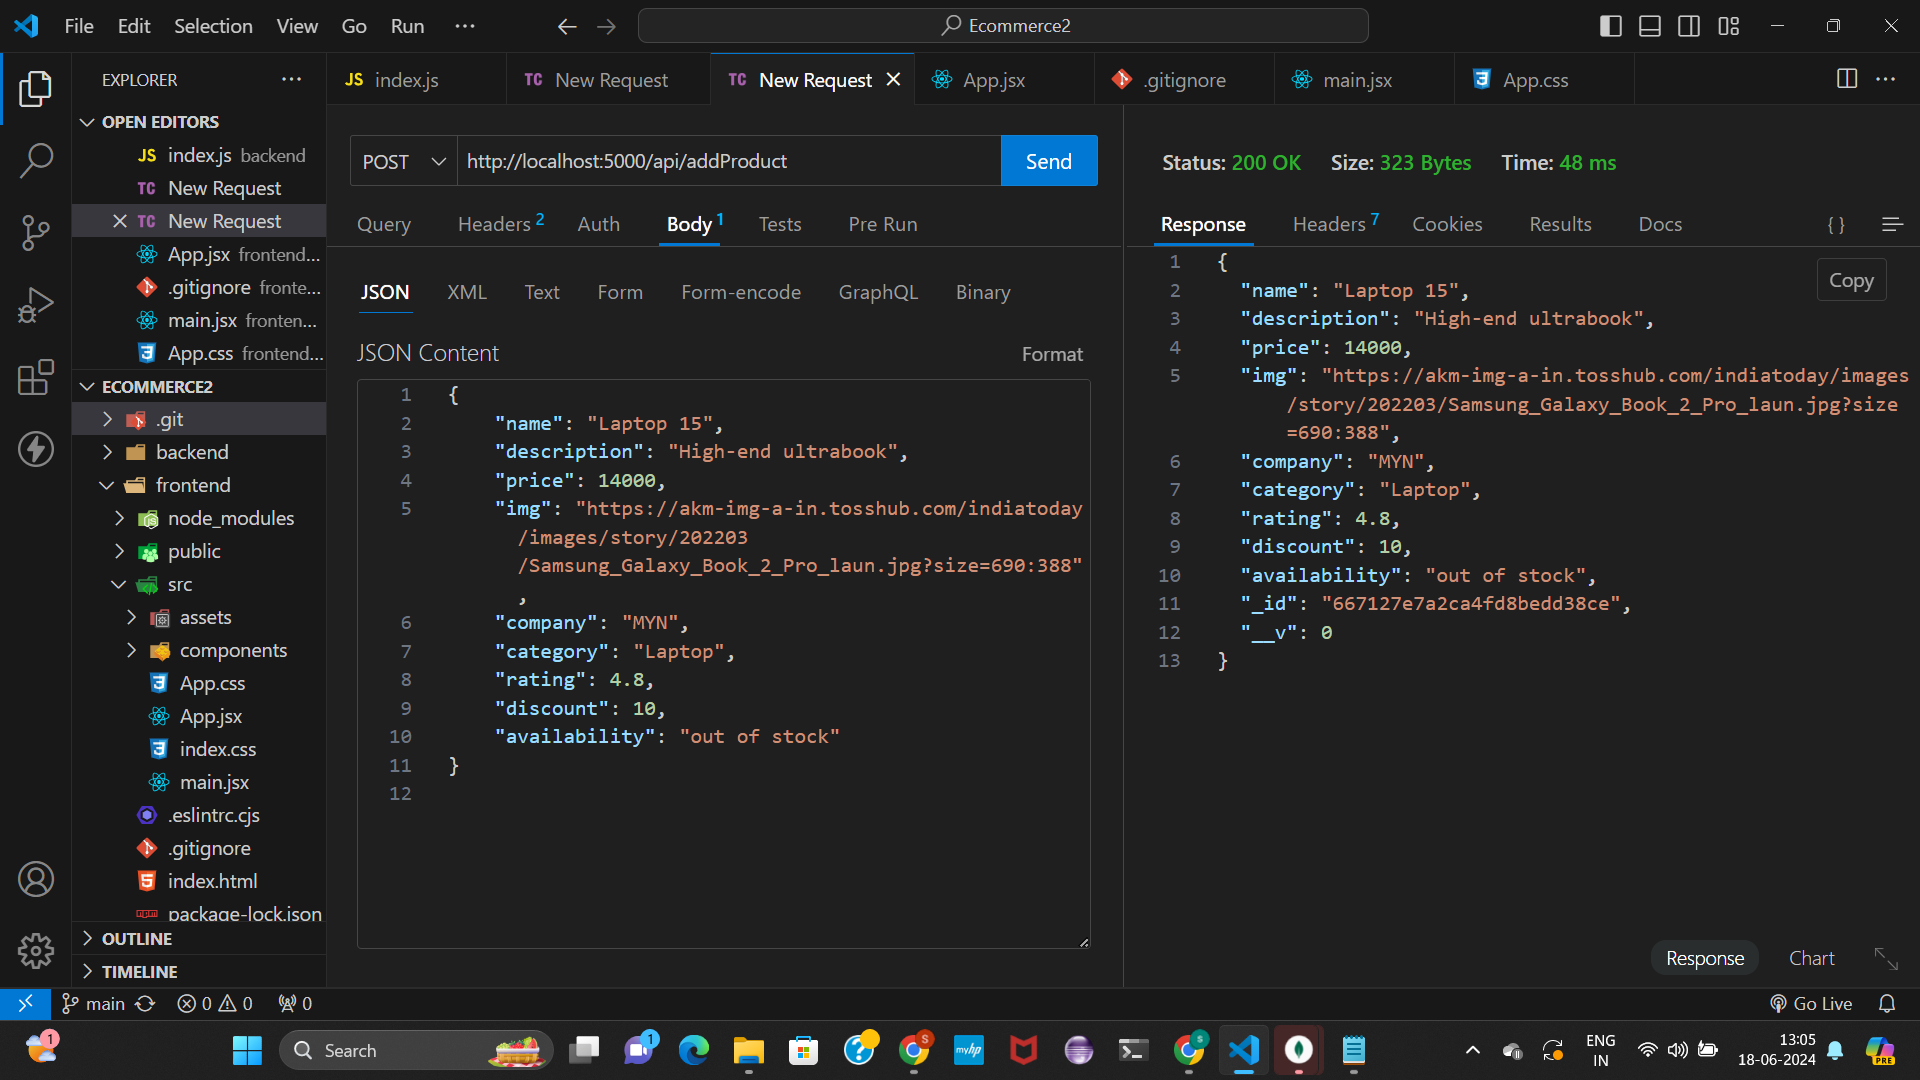 File Edit Selection View Go Run
Ecommerce2
EXPLORER
OPEN EDITORS
JS index.js backend
TC New Request
TC New Request
App.jsx frontend...
.gitignore fronte...
main.jsx fronten...
App.css frontend...
ECOMMERCE2
.git
backend
frontend
node_modules
public
src
assets
components
App.css
App.jsx
index.css
main.jsx
.eslintrc.cjs
.gitignore
index.html
package-lock.json
OUTLINE
TIMELINE
JS index.js TC New Request TC New Request App.jsx .gitignore main.jsx App.css
POST http://localhost:5000/api/addProduct Send
Query Headers 2 Auth Body 1 Tests Pre Run
JSON XML Text Form Form-encode GraphQL Binary
JSON Content Format
1 {
2 "name": "Laptop 15",
3 "description": "High-end ultrabook",
4 "price": 14000,
5 "img": "https://akm-img-a-in.tosshub.com/indiatoday
/images/story/202203
/Samsung_Galaxy_Book_2_Pro_laun.jpg?size=690:388"
,
6 "company": "MYN",
7 "category": "Laptop",
8 "rating": 4.8,
9 "discount": 10,
10 "availability": "out of stock"
11 }
12
Status: 200 OK Size: 323 Bytes Time: 48 ms
Response Headers 7 Cookies Results Docs { }
Copy
1 {
2 "name": "Laptop 15",
3 "description": "High-end ultrabook",
4 "price": 14000,
5 "img": "https://akm-img-a-in.tosshub.com/indiatoday/images
/story/202203/Samsung_Galaxy_Book_2_Pro_laun.jpg?size
=690:388",
6 "company": "MYN",
7 "category": "Laptop",
8 "rating": 4.8,
9 "discount": 10,
10 "availability": "out of stock",
11 "_id": "667127e7a2ca4fd8bedd38ce",
12 "__v": 0
13 }
Response Chart
main 0 0 0 Go Live
1 Search 1 S myhp S ENG
IN
13:05
18-06-2024
PRE